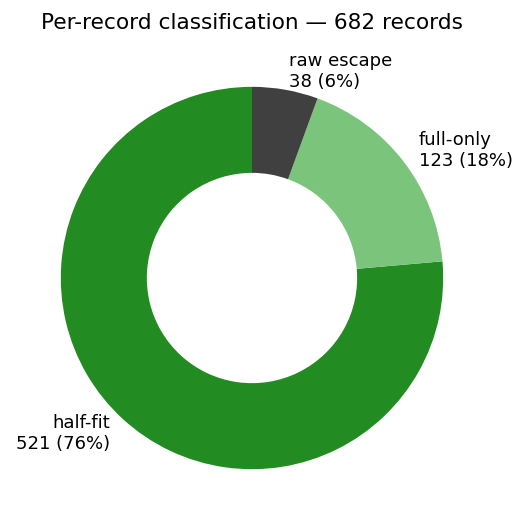 Per-record classification — 682 records
raw escape
38 (6%)
full-only
123 (18%)
half-fit
521 (76%)